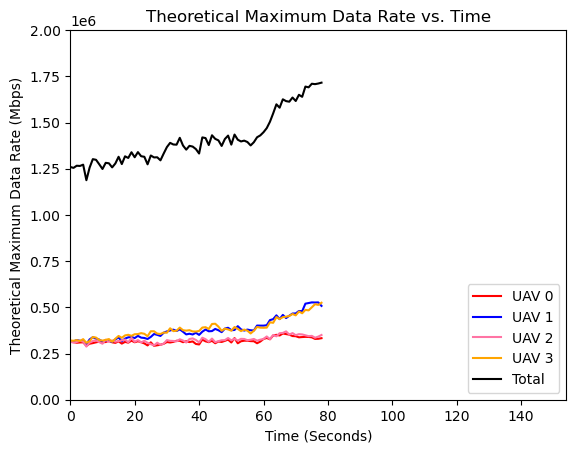 Theoretical Maximum Data Rate vs. Time
1e6
2.00
1.75
1.50
1.25
1.00
0.75
0.50
0.25
0.00
Theoretical Maximum Data Rate (Mbps)
0 20 40 60 80 100 120 140
Time (Seconds)
UAV 0
UAV 1
UAV 2
UAV 3
Total